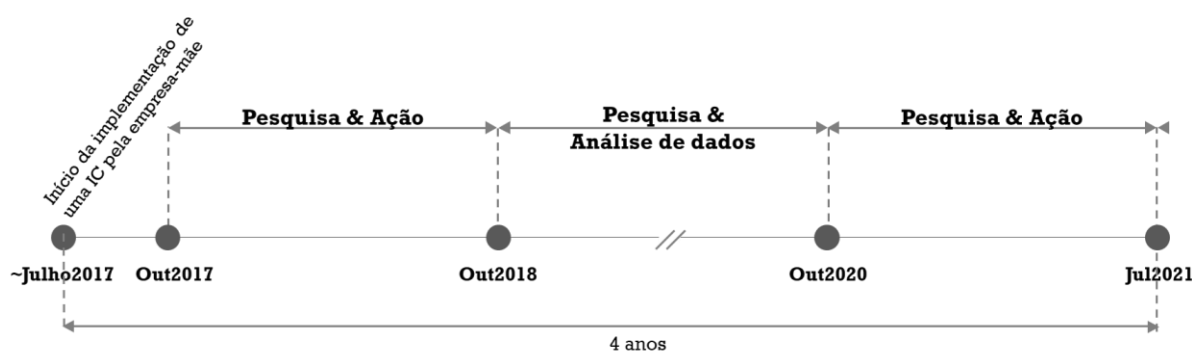 Início da implementação de
uma IC pela empresa-mãe
Pesquisa & Ação
Pesquisa &
Análise de dados
Pesquisa & Ação
~Julho2017
Out2017
Out2018
Out2020
Jul2021
4 anos